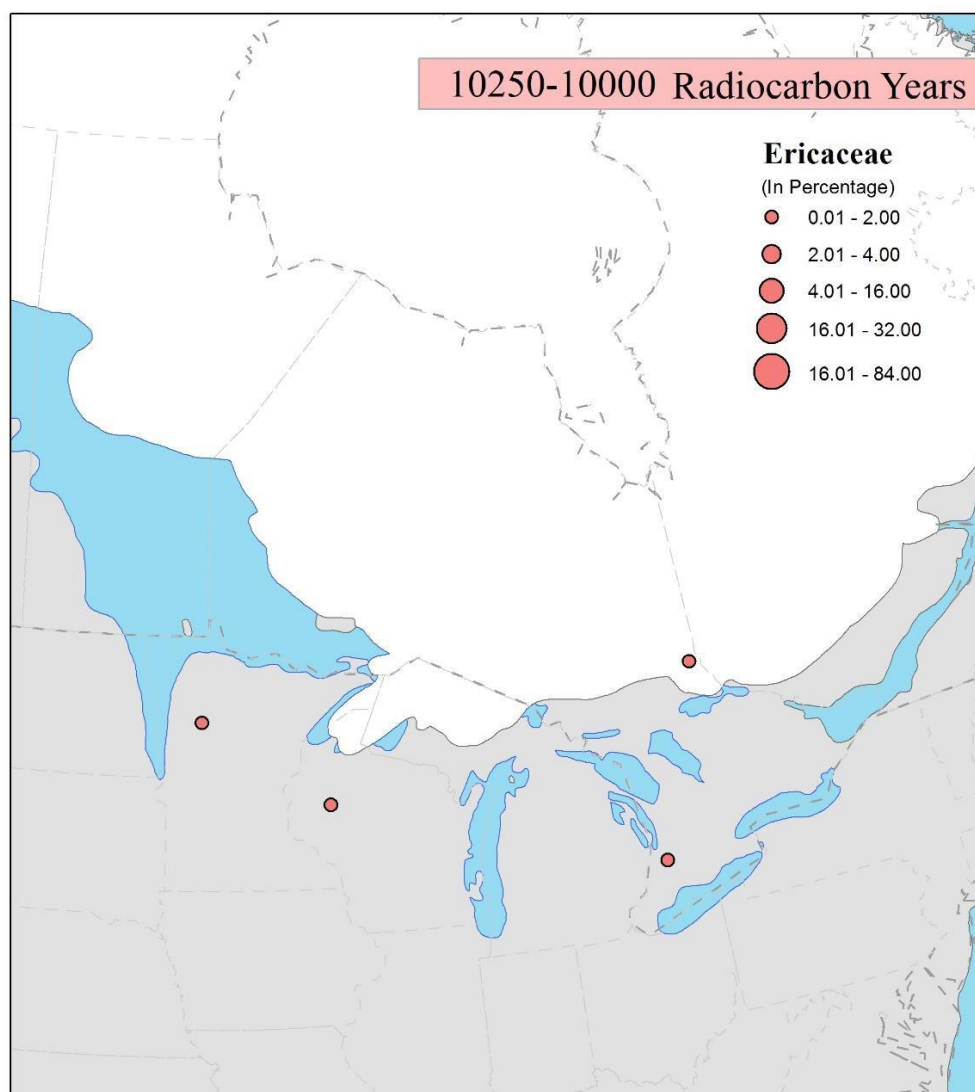 10250-10000 Radiocarbon Years
Ericaceae
(In Percentage)
0.01 - 2.00
2.01 - 4.00
4.01 - 16.00
16.01 - 32.00
16.01 - 84.00